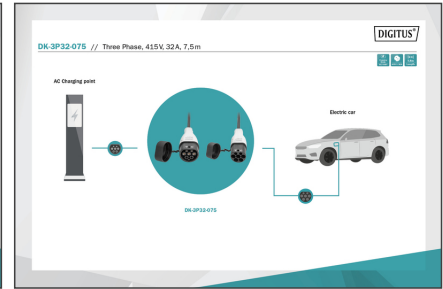 DIGITUS®
DK-3P32-075 // Three Phase, 415V, 32A, 7,5m
AC Charging point
Electric car
DK-3P32-075